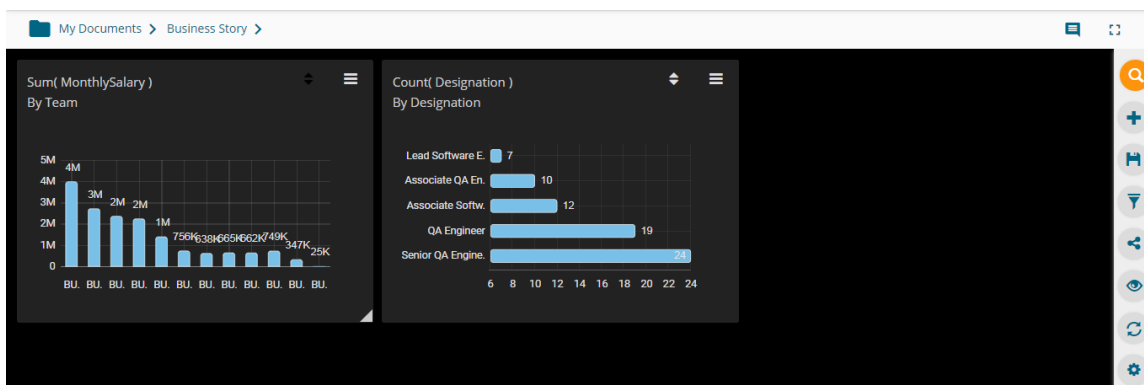 My Documents Business Story
Sum( MonthlySalary )
By Team
5M
4M
3M
2M
1M
0
4M
3M
2M
2M
1M
756K
638K
665K
662K
749K
347K
25K
BU. BU. BU. BU. BU. BU. BU. BU. BU. BU. BU. BU.
Count( Designation )
By Designation
Lead Software E. 7
Associate QA En. 10
Associate Softw. 12
QA Engineer 19
Senior QA Engine. 24
6 8 10 12 14 16 18 20 22 24